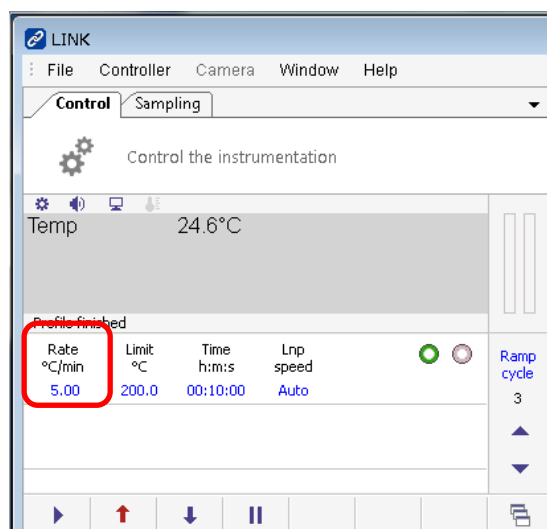 LINK
File Controller Camera Window Help
Control Sampling
Control the instrumentation
Temp 24.6°C
Profile finished
Rate Limit Time Lnp
°C/min °C h:m:s speed
5.00 200.0 00:10:00 Auto
Ramp
cycle
3